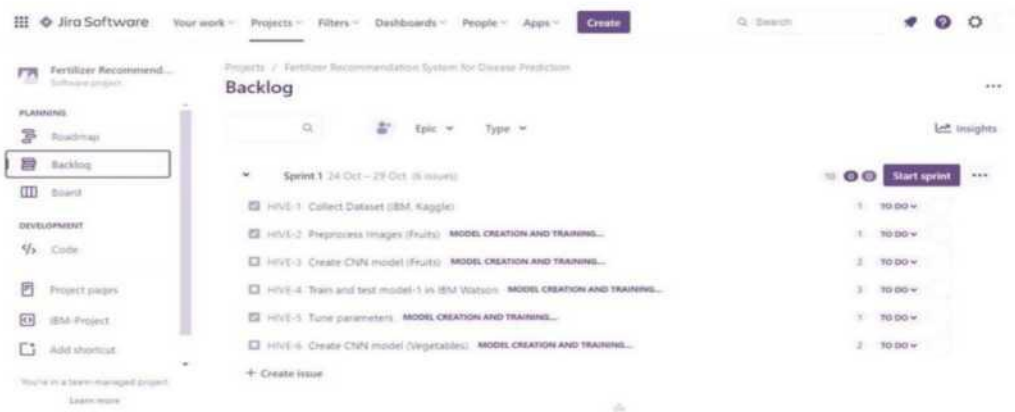 Jira Software Your work Projects Filters Dashboards People Apps Create Search
Fertilizer Recommend...
Software project
Projects / Fertilizer Recommendation System for Disease Prediction
Backlog
PLANNING
Roadmap
Backlog
Board
DEVELOPMENT
Code
Project pages
IBM-Project
Add shortcut
You're in a team-managed project
Learn more
Epic Type Insights
Sprint 1 24 Oct – 29 Oct (6 issues) 10 0 0 Start sprint
HIVE-1 Collect Dataset (IBM, Kaggle) 1 TO DO
HIVE-2 Preprocess Images (Fruits) MODEL CREATION AND TRAINING... 1 TO DO
HIVE-3 Create CNN model (Fruits) MODEL CREATION AND TRAINING... 2 TO DO
HIVE-4 Train and test model-1 in IBM Watson MODEL CREATION AND TRAINING... 3 TO DO
HIVE-5 Tune parameters MODEL CREATION AND TRAINING... 1 TO DO
HIVE-6 Create CNN model (Vegetables) MODEL CREATION AND TRAINING... 2 TO DO
+ Create issue